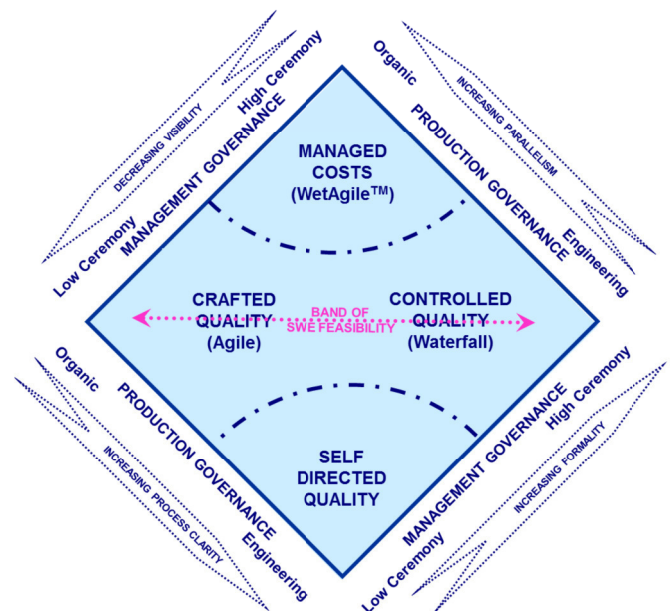 High Ceremony
DECREASING VISIBILITY
MANAGEMENT GOVERNANCE
Low Ceremony
Organic
INCREASING PARALLELISM
PRODUCTION GOVERNANCE
Engineering
MANAGED
COSTS
(WetAgile™)
CRAFTED
QUALITY
(Agile)
BAND OF
SWE FEASIBILITY
CONTROLLED
QUALITY
(Waterfall)
SELF
DIRECTED
QUALITY
Organic
PRODUCTION GOVERNANCE
INCREASING PROCESS CLARITY
Engineering
High Ceremony
MANAGEMENT GOVERNANCE
INCREASING FORMALITY
Low Ceremony